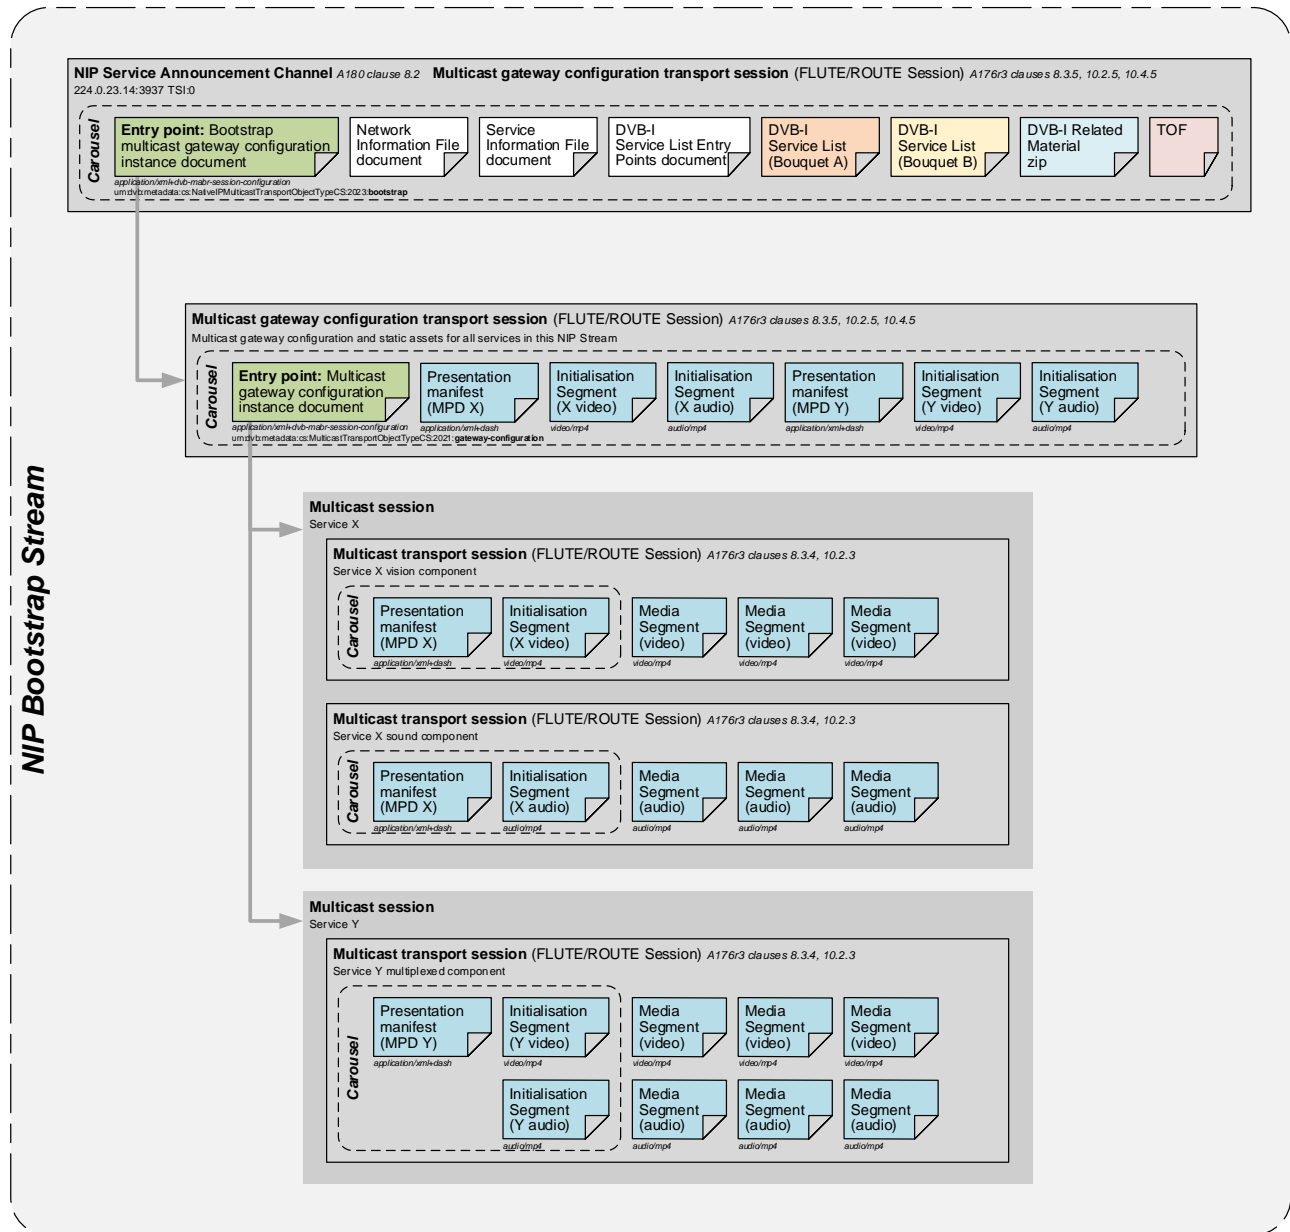 NIP Bootstrap Stream
NIP Service Announcement Channel A180 clause 8.2 Multicast gateway configuration transport session (FLUTE/ROUTE Session) A176r3 clauses 8.3.5, 10.2.5, 10.4.5
224.0.23.14:3937 TSI:0
Carousel
Entry point: Bootstrap
multicast gateway configuration
instance document
application/xml+dvb-mabr-session-configuration
urn:dvb:metadata:cs:NativeIPMulticastTransportObjectTypeCS:2023:bootstrap
Network
Information File
document
Service
Information File
document
DVB-I
Service List Entry
Points document
DVB-I
Service List
(Bouquet A)
DVB-I
Service List
(Bouquet B)
DVB-I Related
Material
zip
TOF
Multicast gateway configuration transport session (FLUTE/ROUTE Session) A176r3 clauses 8.3.5, 10.2.5, 10.4.5
Multicast gateway configuration and static assets for all services in this NIP Stream
Carousel
Entry point: Multicast
gateway configuration
instance document
application/xml+dvb-mabr-session-configuration
urn:dvb:metadata:cs:MulticastTransportObjectTypeCS:2021:gateway-configuration
Presentation
manifest
(MPD X)
application/xml+dash
Initialisation
Segment
(X video)
video/mp4
Initialisation
Segment
(X audio)
audio/mp4
Presentation
manifest
(MPD Y)
application/xml+dash
Initialisation
Segment
(Y video)
video/mp4
Initialisation
Segment
(Y audio)
audio/mp4
Multicast session
Service X
Multicast transport session (FLUTE/ROUTE Session) A176r3 clauses 8.3.4, 10.2.3
Service X vision component
Carousel
Presentation
manifest
(MPD X)
application/xml+dash
Initialisation
Segment
(X video)
video/mp4
Media
Segment
(video)
video/mp4
Media
Segment
(video)
video/mp4
Media
Segment
(video)
video/mp4
Multicast transport session (FLUTE/ROUTE Session) A176r3 clauses 8.3.4, 10.2.3
Service X sound component
Carousel
Presentation
manifest
(MPD X)
application/xml+dash
Initialisation
Segment
(X audio)
audio/mp4
Media
Segment
(audio)
audio/mp4
Media
Segment
(audio)
audio/mp4
Media
Segment
(audio)
audio/mp4
Multicast session
Service Y
Multicast transport session (FLUTE/ROUTE Session) A176r3 clauses 8.3.4, 10.2.3
Service Y multiplexed component
Carousel
Presentation
manifest
(MPD Y)
application/xml+dash
Initialisation
Segment
(Y video)
video/mp4
Media
Segment
(video)
video/mp4
Media
Segment
(video)
video/mp4
Media
Segment
(video)
video/mp4
Initialisation
Segment
(Y audio)
audio/mp4
Media
Segment
(audio)
audio/mp4
Media
Segment
(audio)
audio/mp4
Media
Segment
(audio)
audio/mp4